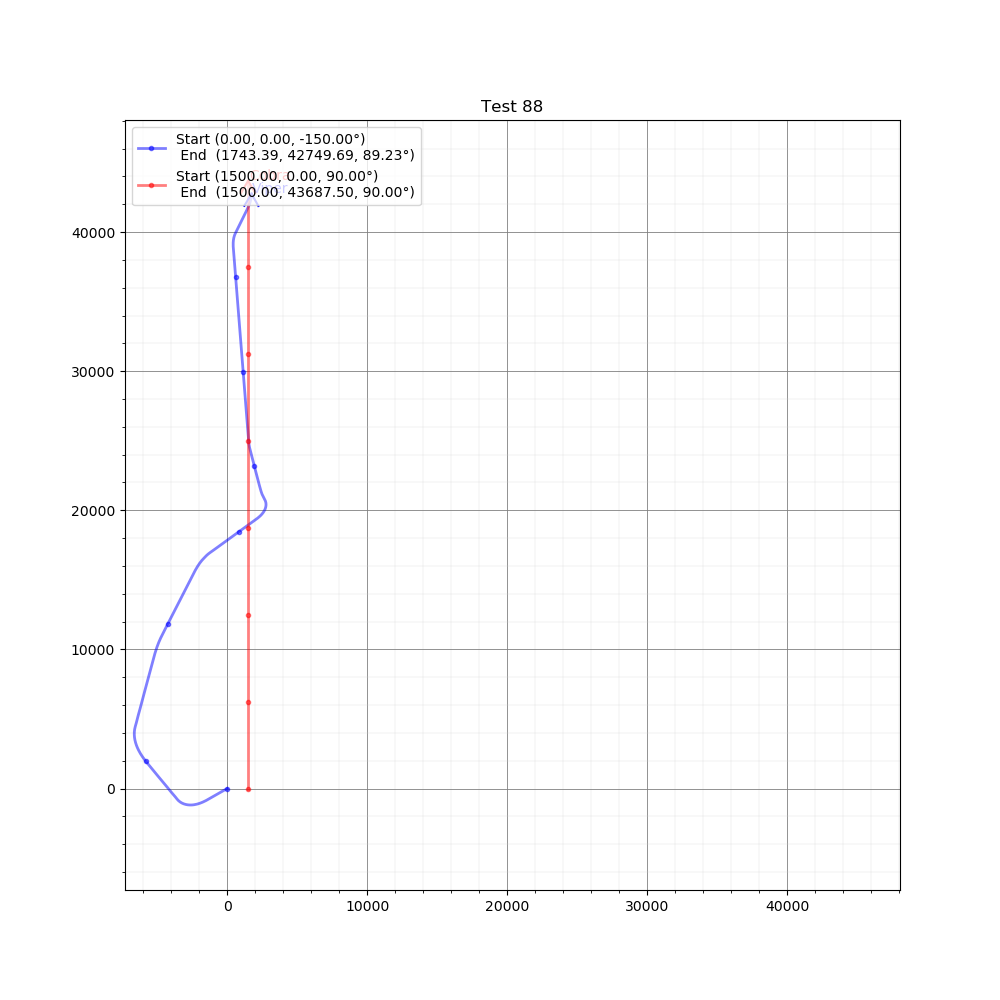 Test 88
Start (0.00, 0.00, -150.00°)
End (1743.39, 42749.69, 89.23°)
Start (1500.00, 0.00, 90.00°)
End (1500.00, 43687.50, 90.00°)
40000
30000
20000
10000
0
0 10000 20000 30000 40000